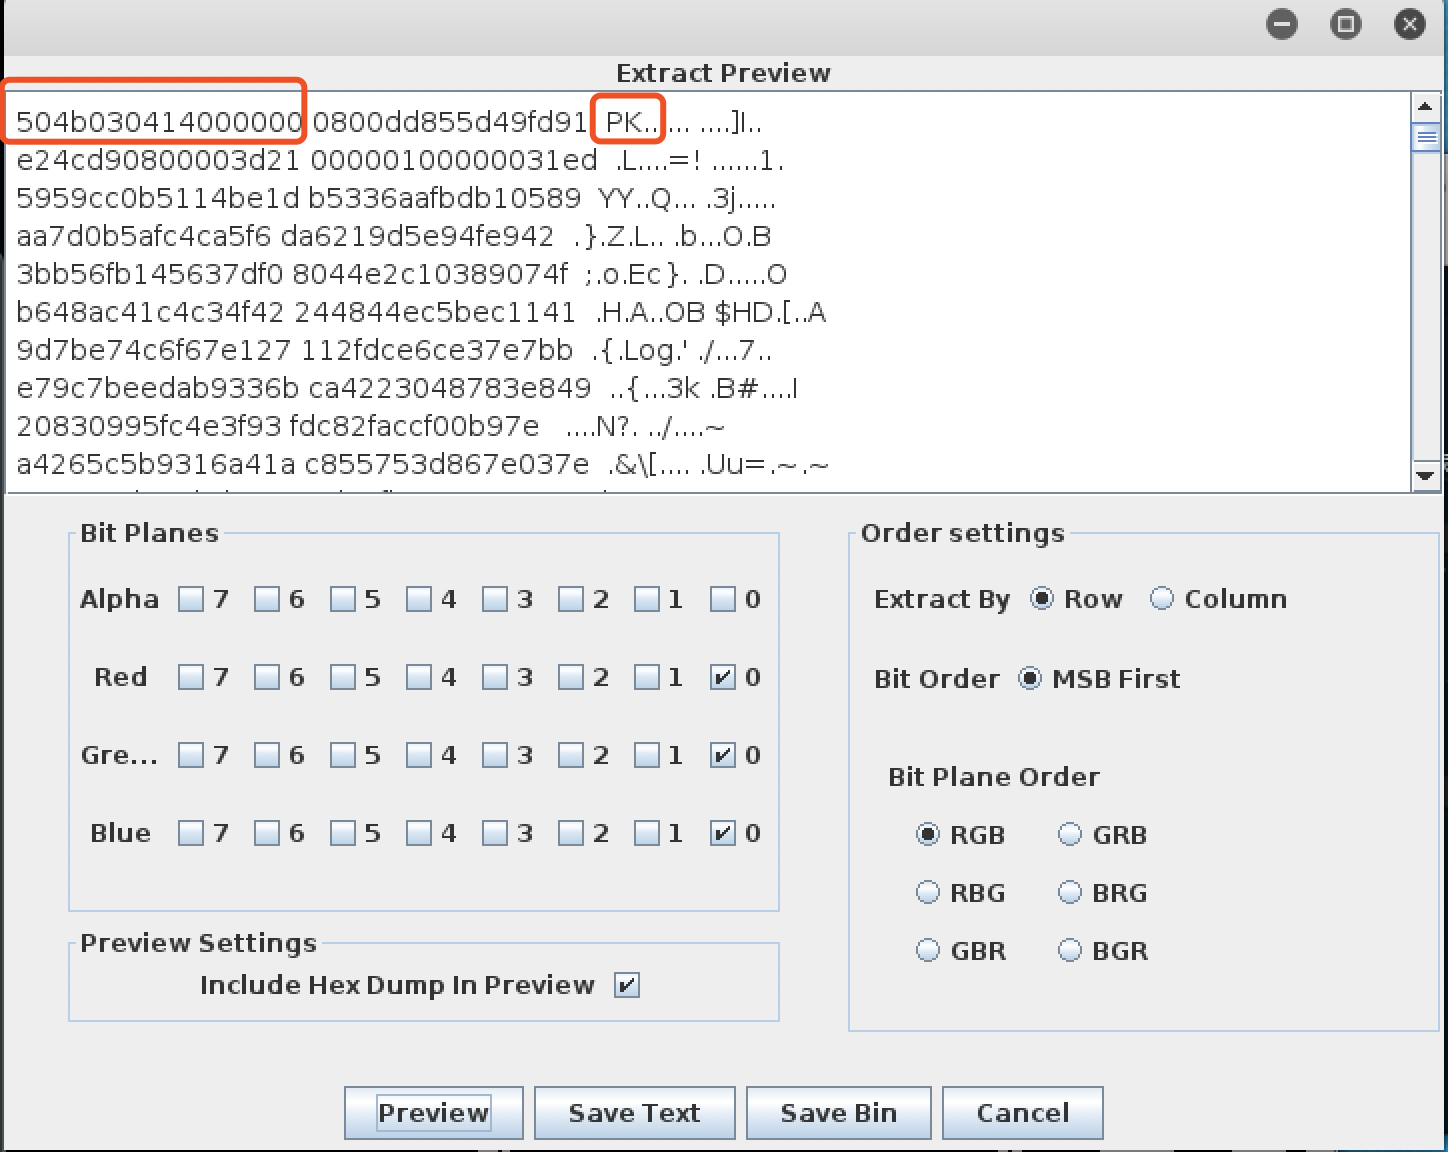 Extract Preview
504b030414000000 0800dd855d49fd91 PK.. ... ....]I..
e24cd90800003d21 00000100000031ed .L....=! ......1.
5959cc0b5114be1d b5336aafbdb10589 YY..Q... .3j.....
aa7d0b5afc4ca5f6 da6219d5e94fe942 .}.Z.L.. .b...O.B
3bb56fb145637df0 8044e2c10389074f ;.o.Ec}. .D.....O
b648ac41c4c34f42 244844ec5bec1141 .H.A..OB $HD.[..A
9d7be74c6f67e127 112fdce6ce37e7bb .{.Log.' ./...7..
e79c7beedab9336b ca4223048783e849 ..{...3k .B#....I
20830995fc4e3f93 fdc82faccf00b97e ....N?. ../....~
a4265c5b9316a41a c855753d867e037e .&\[.... .Uu=.~.~
Bit Planes
Alpha 7 6 5 4 3 2 1 0
Red 7 6 5 4 3 2 1 0
Gre... 7 6 5 4 3 2 1 0
Blue 7 6 5 4 3 2 1 0
Preview Settings
Include Hex Dump In Preview
Order settings
Extract By Row Column
Bit Order MSB First
Bit Plane Order
RGB GRB
RBG BRG
GBR BGR
Preview Save Text Save Bin Cancel